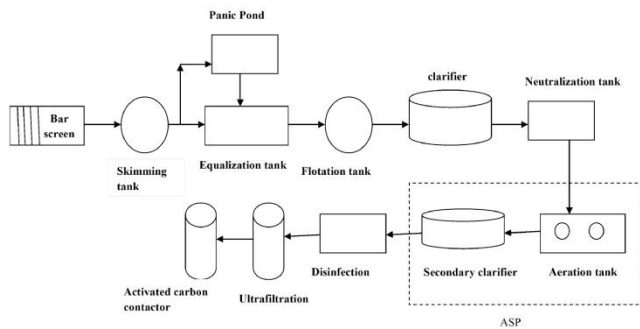 Panic Pond
Bar
screen
Skimming
tank
Equalization tank
Flotation tank
clarifier
Neutralization tank
Aeration tank
Secondary clarifier
ASP
Disinfection
Ultrafiltration
Activated carbon
contactor